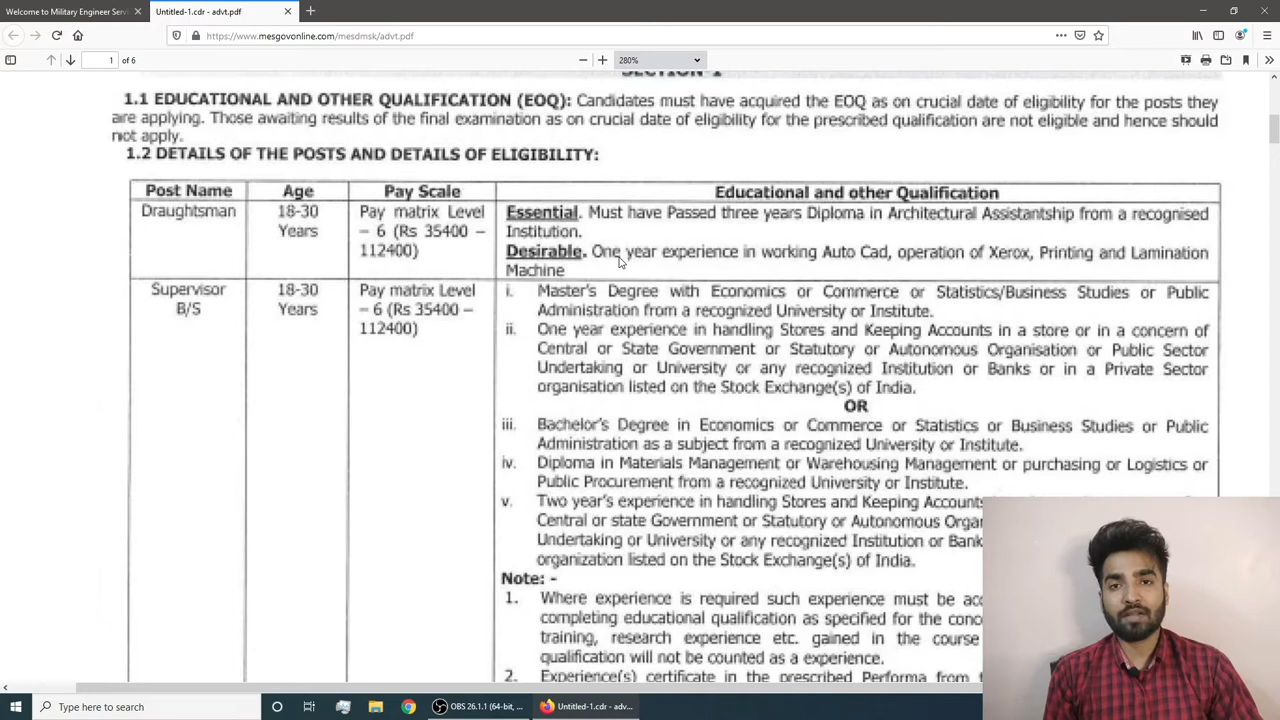 Welcome to Military Engineer Serv
Untitled-1.cdr - advt.pdf
https://www.mesgovonline.com/mesdmsk/advt.pdf
1 of 6
280%
SECTION-1
1.1 EDUCATIONAL AND OTHER QUALIFICATION (EOQ): Candidates must have acquired the EOQ as on crucial date of eligibility for the posts they
are applying. Those awaiting results of the final examination as on crucial date of eligibility for the prescribed qualification are not eligible and hence should
not apply.
1.2 DETAILS OF THE POSTS AND DETAILS OF ELIGIBILITY:
Post Name Age Pay Scale Educational and other Qualification
Draughtsman
18-30
Years
Pay matrix Level
– 6 (Rs 35400 –
112400)
Essential. Must have Passed three years Diploma in Architectural Assistantship from a recognised
Institution.
Desirable. One year experience in working Auto Cad, operation of Xerox, Printing and Lamination
Machine
Supervisor
B/S
18-30
Years
Pay matrix Level
– 6 (Rs 35400 –
112400)
i. Master's Degree with Economics or Commerce or Statistics/Business Studies or Public
Administration from a recognized University or Institute.
ii. One year experience in handling Stores and Keeping Accounts in a store or in a concern of
Central or State Government or Statutory or Autonomous Organisation or Public Sector
Undertaking or University or any recognized Institution or Banks or in a Private Sector
organisation listed on the Stock Exchange(s) of India.
OR
iii. Bachelor's Degree in Economics or Commerce or Statistics or Business Studies or Public
Administration as a subject from a recognized University or Institute.
iv. Diploma in Materials Management or Warehousing Management or purchasing or Logistics or
Public Procurement from a recognized University or Institute.
v. Two year's experience in handling Stores and Keeping Accounts
Central or state Government or Statutory or Autonomous Orga
Undertaking or University or any recognized Institution or Bank
organization listed on the Stock Exchange(s) of India.
Note: -
1. Where experience is required such experience must be acc
completing educational qualification as specified for the conc
training, research experience etc. gained in the course
qualification will not be counted as a experience.
2. Experience(s) certificate in the prescribed Performa from t
Type here to search
OBS 26.1.1 (64-bit, ...
Untitled-1.cdr - adv...